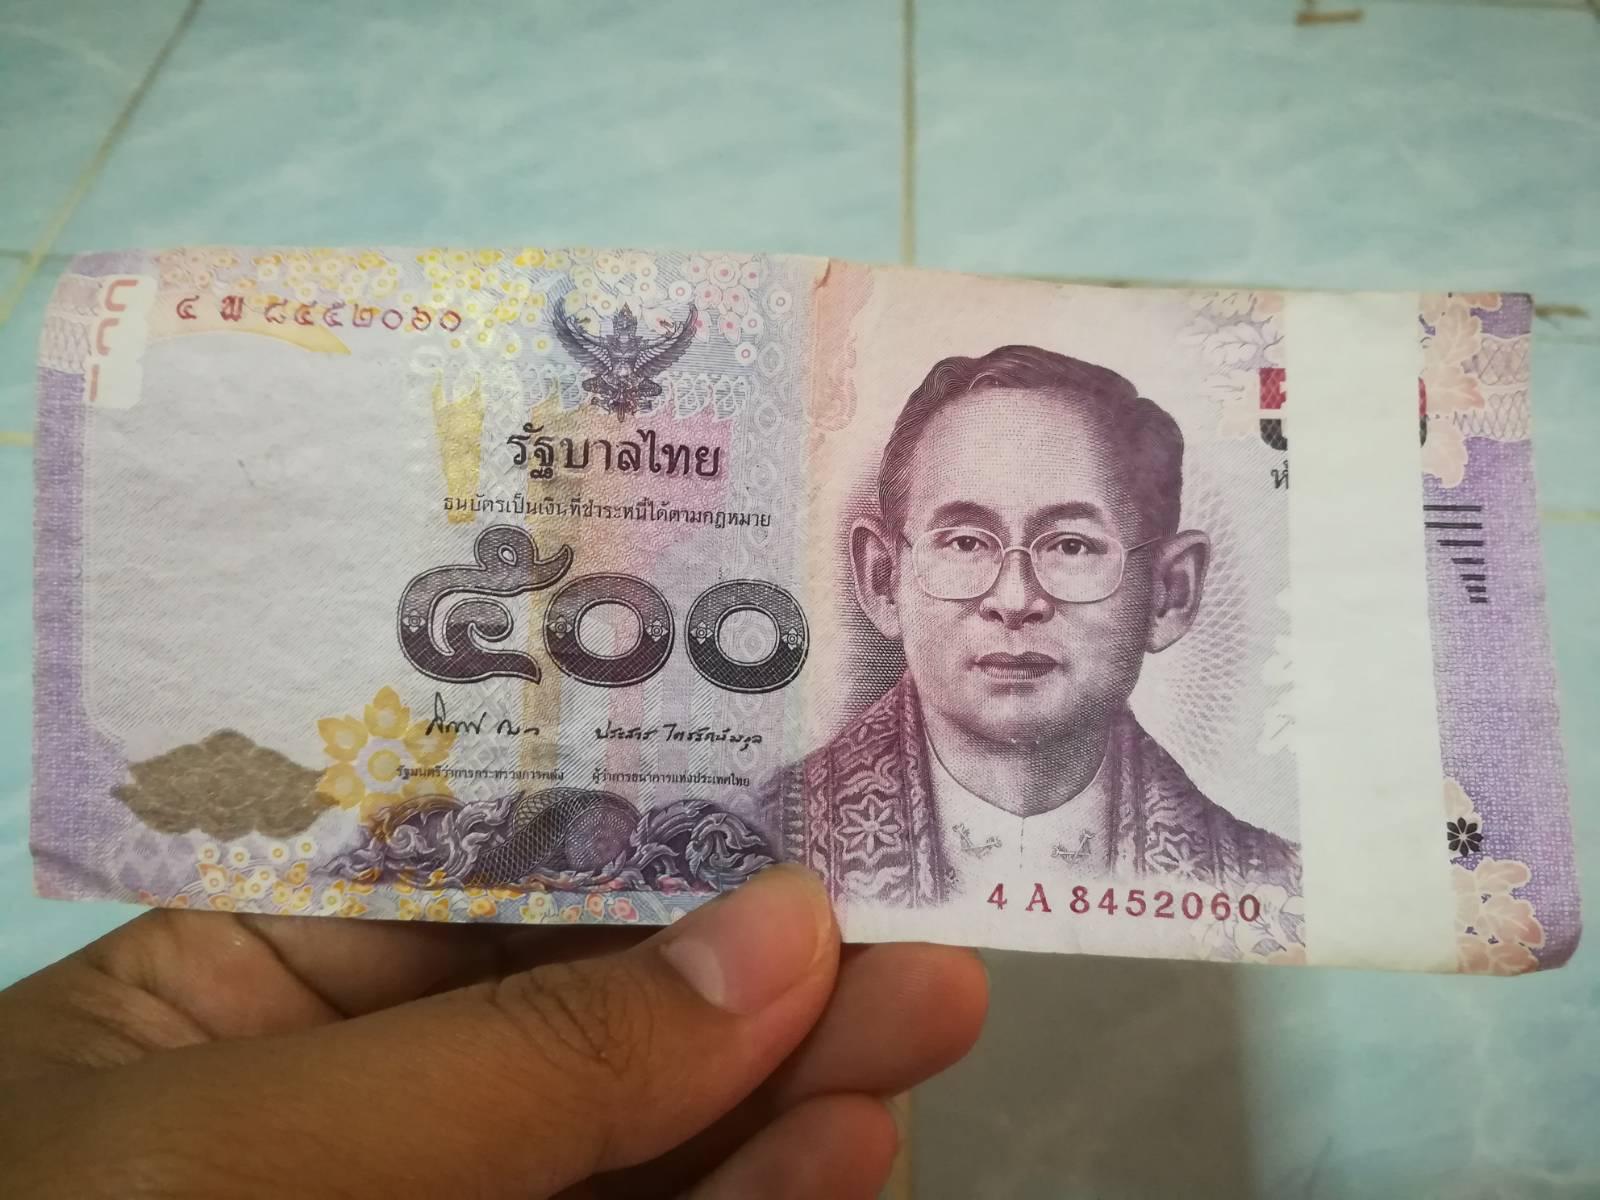 ๔ พ ๘๔๕๒๐๖๐
รัฐบาลไทย
ธนบัตรเป็นเงินที่ชำระหนี้ได้ตามกฎหมาย
๕๐๐
ประสาร ไตรรัตน์วรกุล
รัฐมนตรีว่าการกระทรวงการคลัง ผู้ว่าการธนาคารแห่งประเทศไทย
4 A 8452060